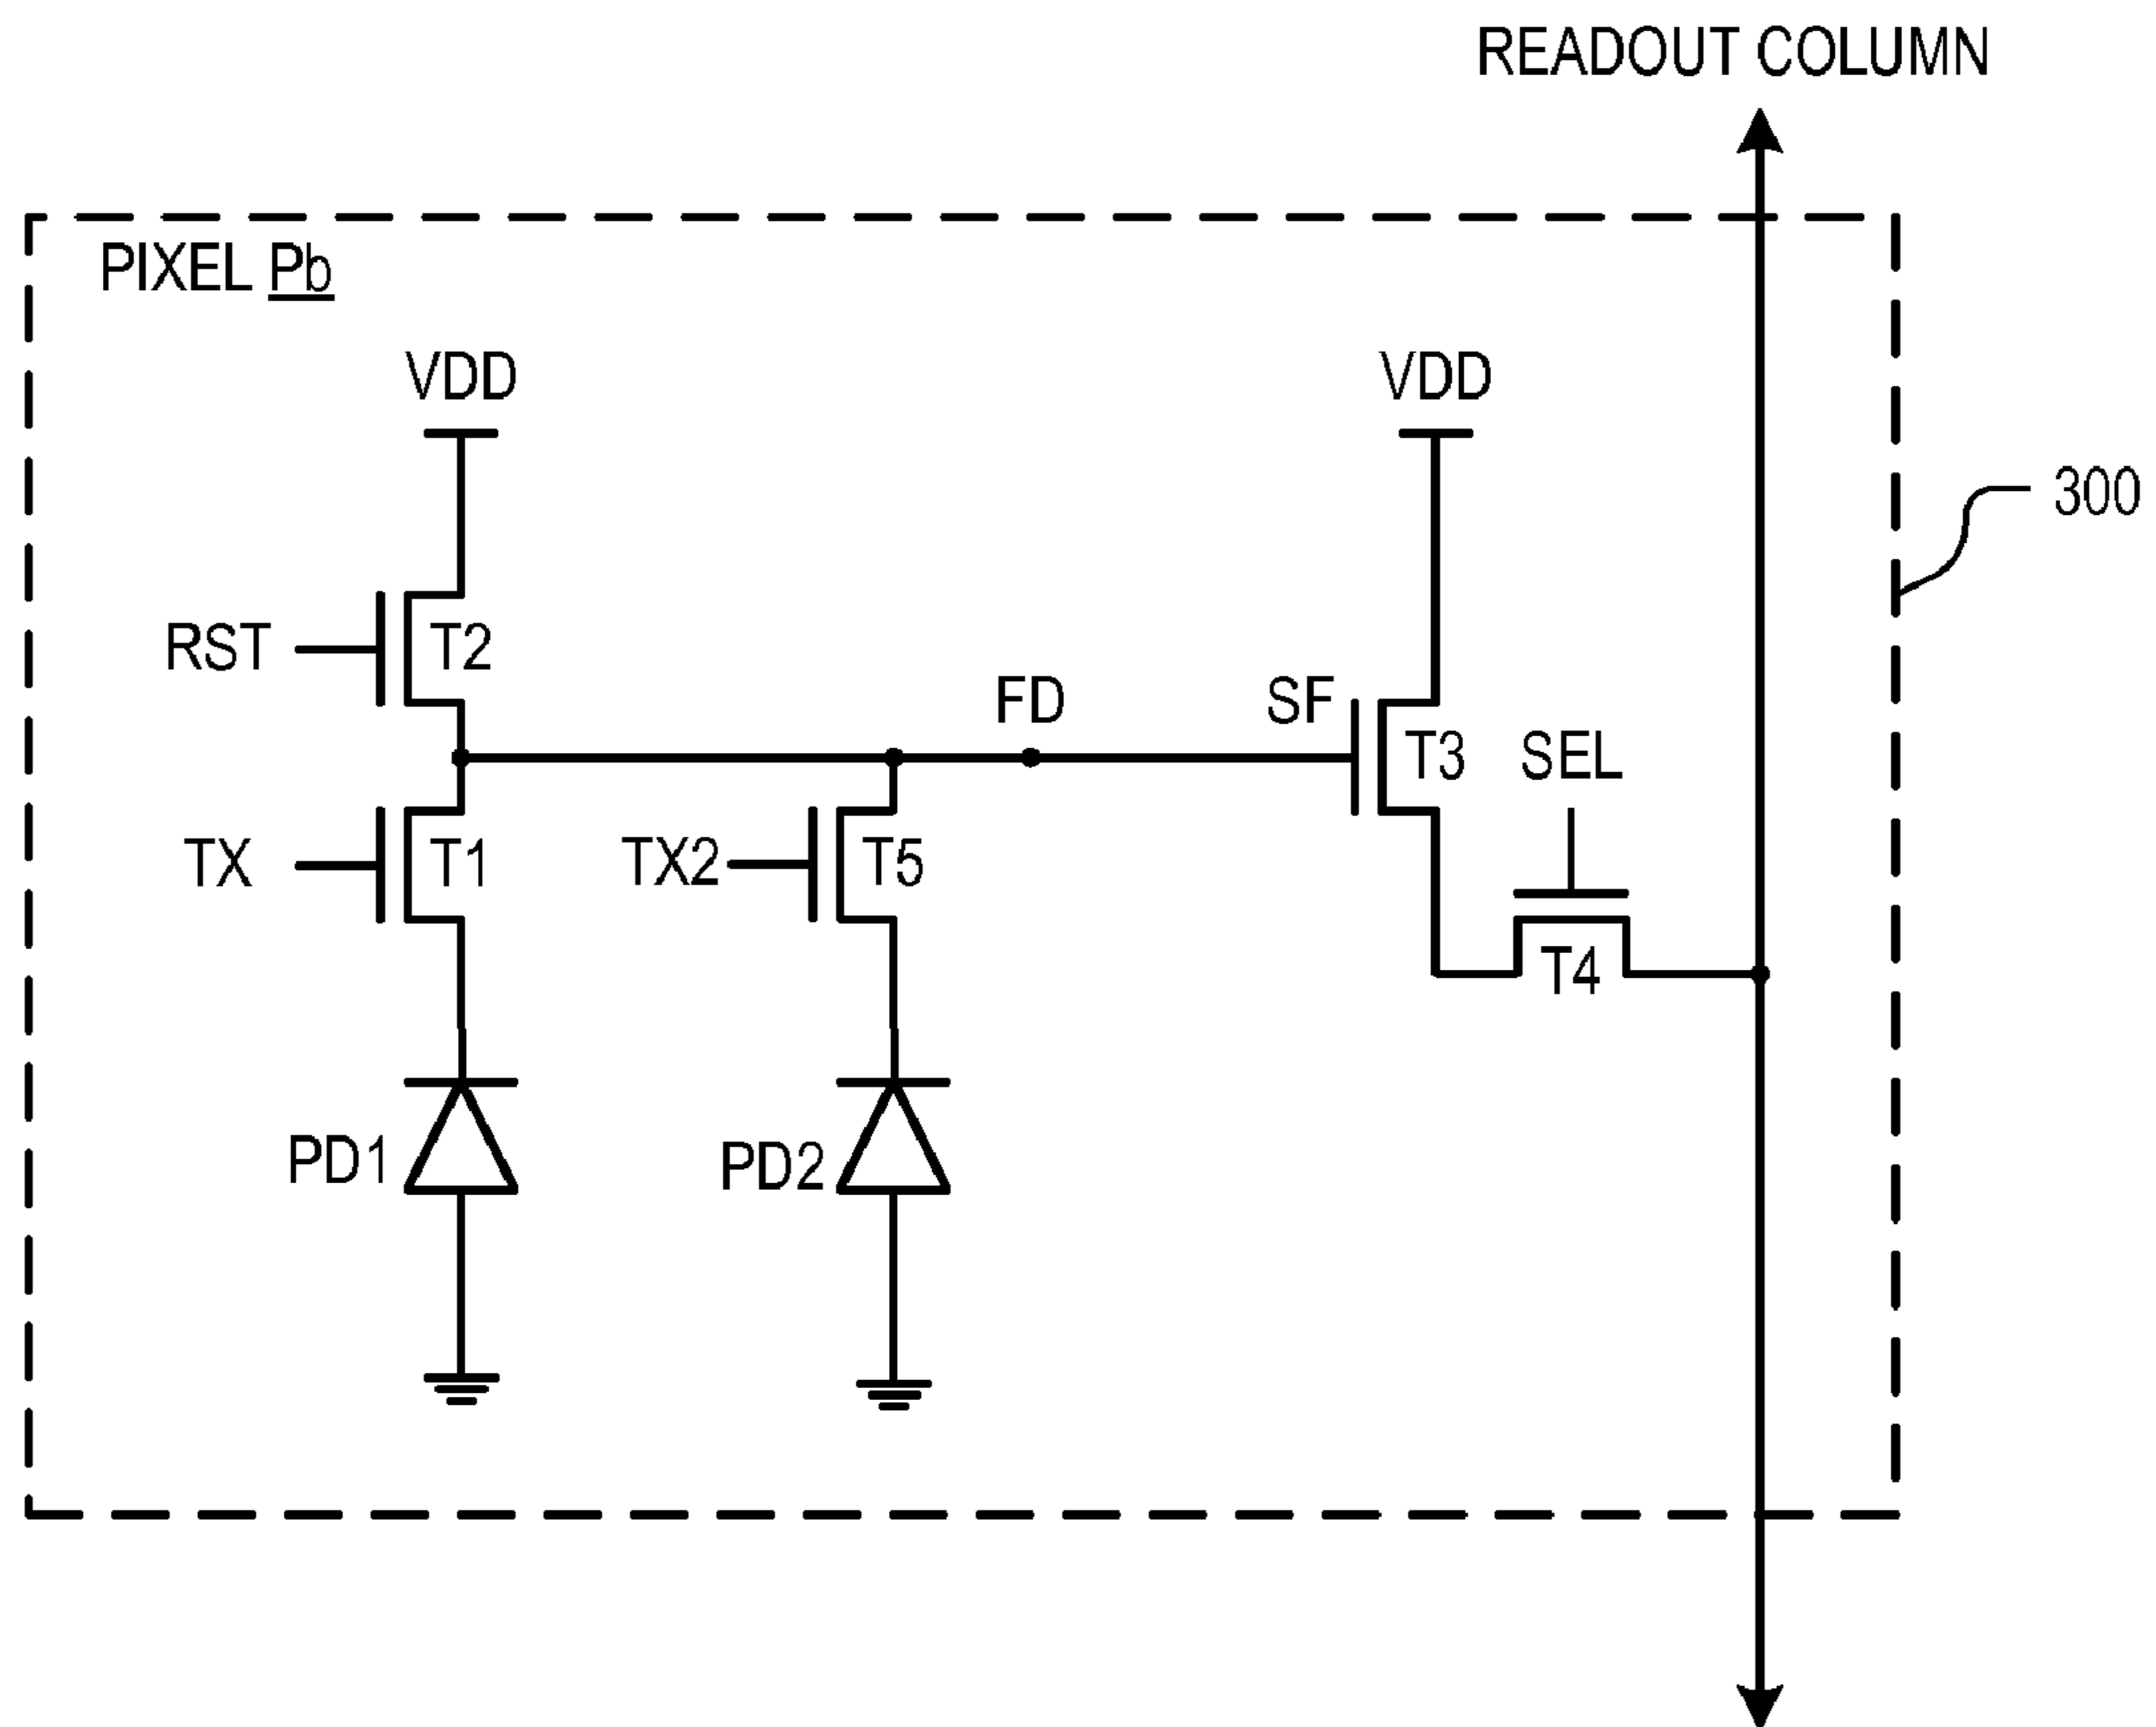 READOUT COLUMN
PIXEL Pb
VDD
VDD
300
RST
T2
FD
SF
T3
SEL
TX
T1
TX2
T5
T4
PD1
PD2